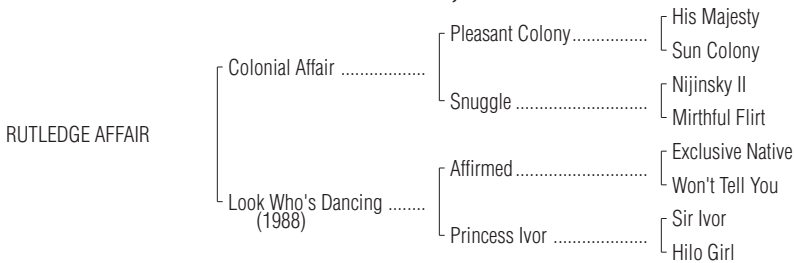 His Majesty
Pleasant Colony...............
Sun Colony
Colonial Affair ..................
Nijinsky II
Snuggle ............................
Mirthful Flirt
RUTLEDGE AFFAIR
Exclusive Native
Affirmed............................
Won't Tell You
Look Who's Dancing ........
(1988)
Sir Ivor
Princess Ivor ....................
Hilo Girl